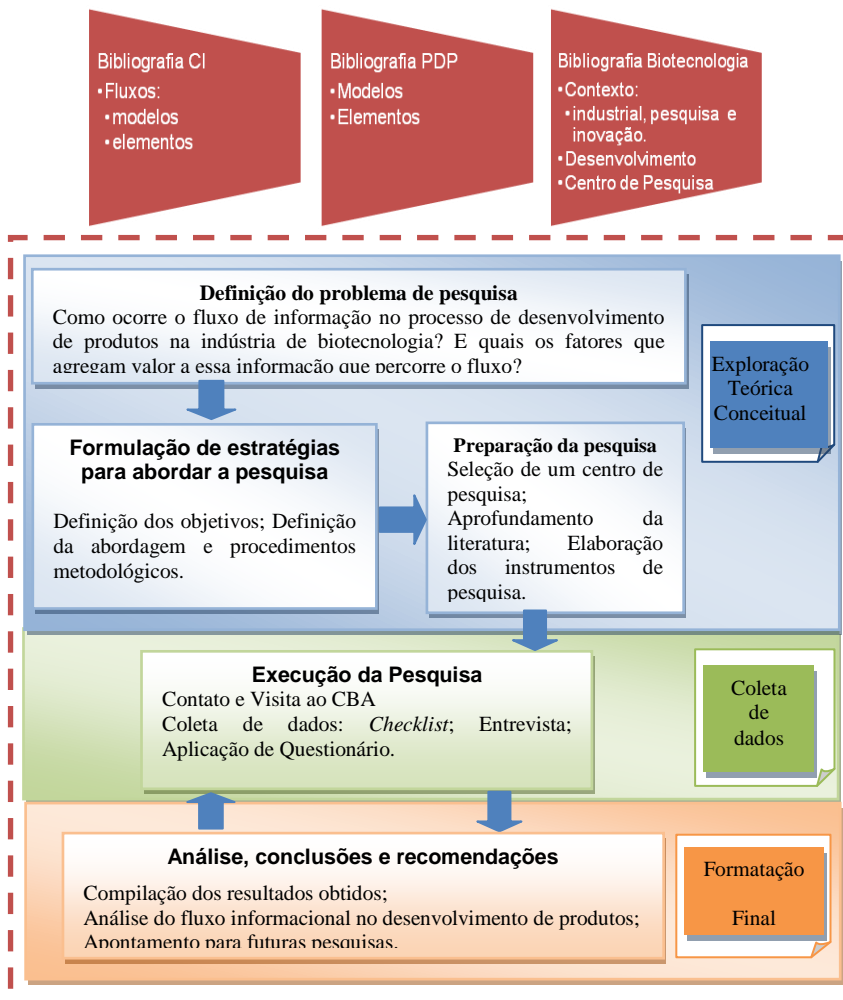 Bibliografia CI
•Fluxos:
•modelos
•elementos
Bibliografia PDP
•Modelos
•Elementos
Bibliografia Biotecnologia
•Contexto:
•industrial, pesquisa e
inovação.
•Desenvolvimento
•Centro de Pesquisa
Definição do problema de pesquisa
Como ocorre o fluxo de informação no processo de desenvolvimento
de produtos na indústria de biotecnologia? E quais os fatores que
agregam valor a essa informação que percorre o fluxo?
Exploração
Teórica
Conceitual
Formulação de estratégias
para abordar a pesquisa
Definição dos objetivos; Definição
da abordagem e procedimentos
metodológicos.
Preparação da pesquisa
Seleção de um centro de
pesquisa;
Aprofundamento da
literatura; Elaboração
dos instrumentos de
pesquisa.
Execução da Pesquisa
Contato e Visita ao CBA
Coleta de dados: Checklist; Entrevista;
Aplicação de Questionário.
Coleta
de
dados
Análise, conclusões e recomendações
Compilação dos resultados obtidos;
Análise do fluxo informacional no desenvolvimento de produtos;
Apontamento para futuras pesquisas.
Formatação
Final